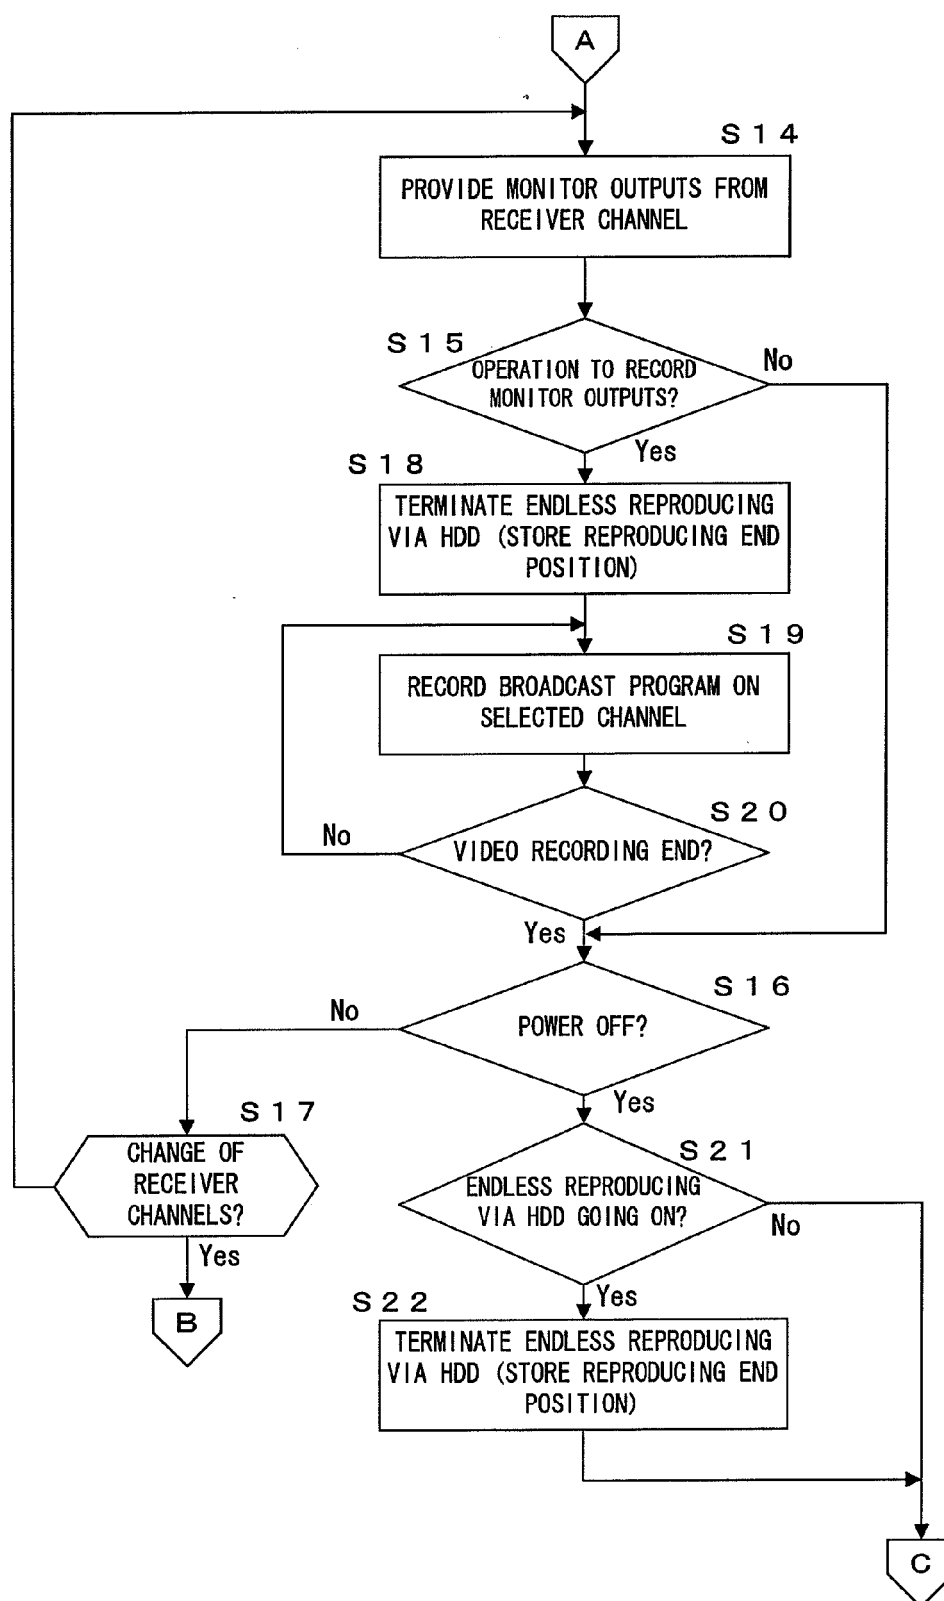 A
S14
PROVIDE MONITOR OUTPUTS FROM
RECEIVER CHANNEL
S15
OPERATION TO RECORD
MONITOR OUTPUTS?
No
Yes
S18
TERMINATE ENDLESS REPRODUCING
VIA HDD (STORE REPRODUCING END
POSITION)
S19
RECORD BROADCAST PROGRAM ON
SELECTED CHANNEL
S20
VIDEO RECORDING END?
No
Yes
S16
POWER OFF?
No
Yes
S17
CHANGE OF
RECEIVER
CHANNELS?
Yes
B
S21
ENDLESS REPRODUCING
VIA HDD GOING ON?
No
Yes
S22
TERMINATE ENDLESS REPRODUCING
VIA HDD (STORE REPRODUCING END
POSITION)
C